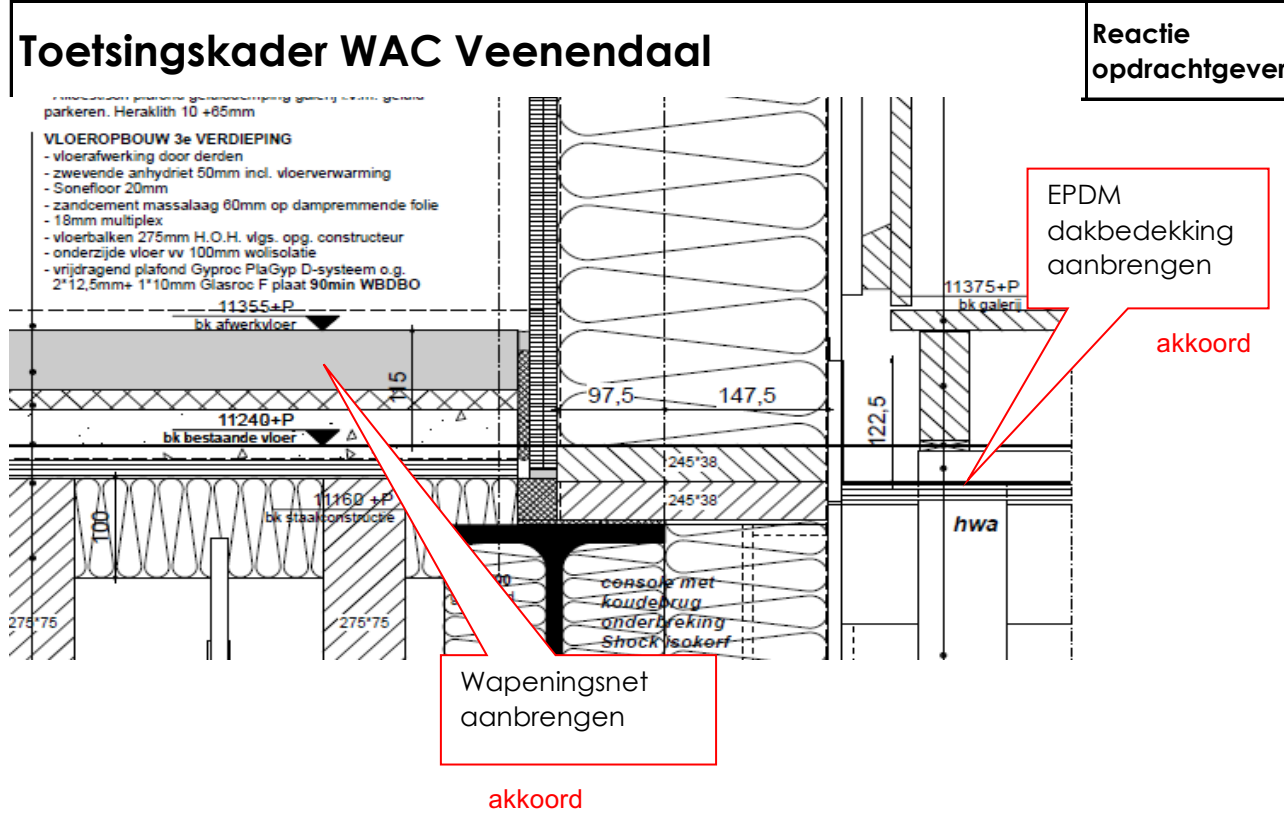 Toetsingskader WAC Veenendaal
Reactie
opdrachtgever
parkeren. Heraklith 10 +65mm
VLOEROPBOUW 3e VERDIEPING
- vloerafwerking door derden
- zwevende anhydriet 50mm incl. vloerverwarming
- Sonefloor 20mm
- zandcement massalaag 60mm op dampremmende folie
- 18mm multiplex
- vloerbalken 275mm H.O.H. vlgs. opg. constructeur
- onderzijde vloer vv 100mm wolisolatie
- vrijdragend plafond Gyproc PlaGyp D-systeem o.g.
2*12,5mm+ 1*10mm Glasroc F plaat 90min WBDBO
11355+P
bk afwerkvloer
115
11240+P
bk bestaande vloer
11160 +P
bk staalconstructie
100
275*75
275*75
97,5
147,5
245*38
245*38
console met
koudebrug
onderbreking
Shock isokorf
122,5
11375+P
bk galerij
hwa
EPDM
dakbedekking
aanbrengen
akkoord
Wapeningsnet
aanbrengen
akkoord